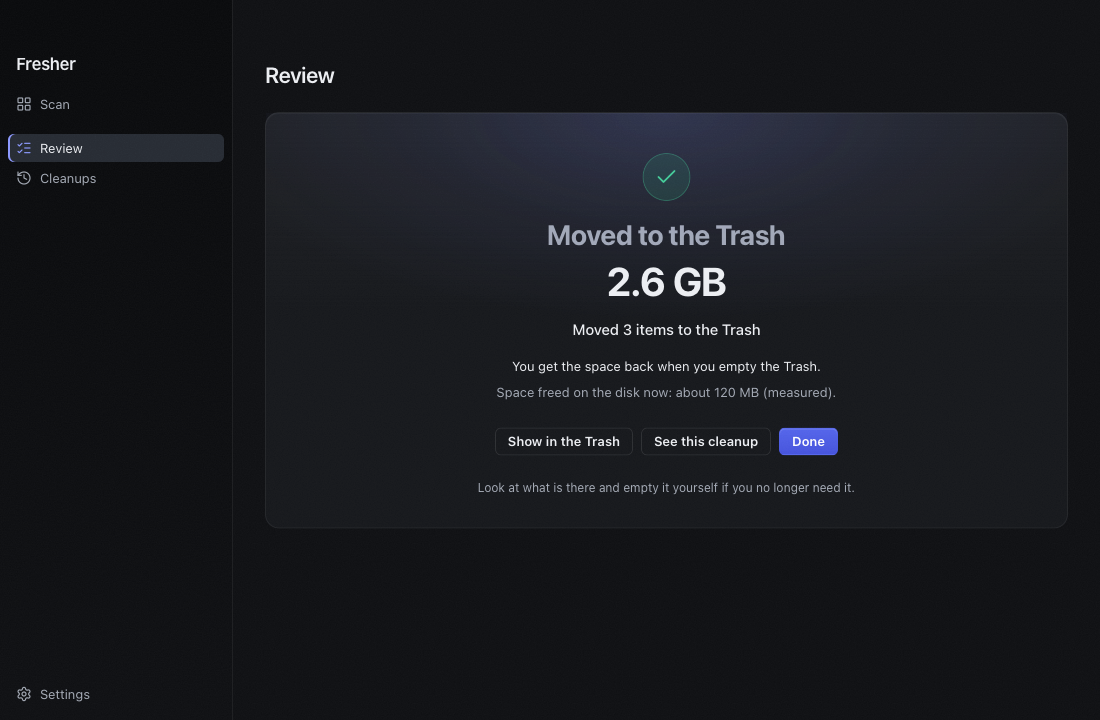 Fresher
Scan
Review
Cleanups
Settings
Review
Moved to the Trash
2.6 GB
Moved 3 items to the Trash
You get the space back when you empty the Trash.
Space freed on the disk now: about 120 MB (measured).
Show in the Trash
See this cleanup
Done
Look at what is there and empty it yourself if you no longer need it.